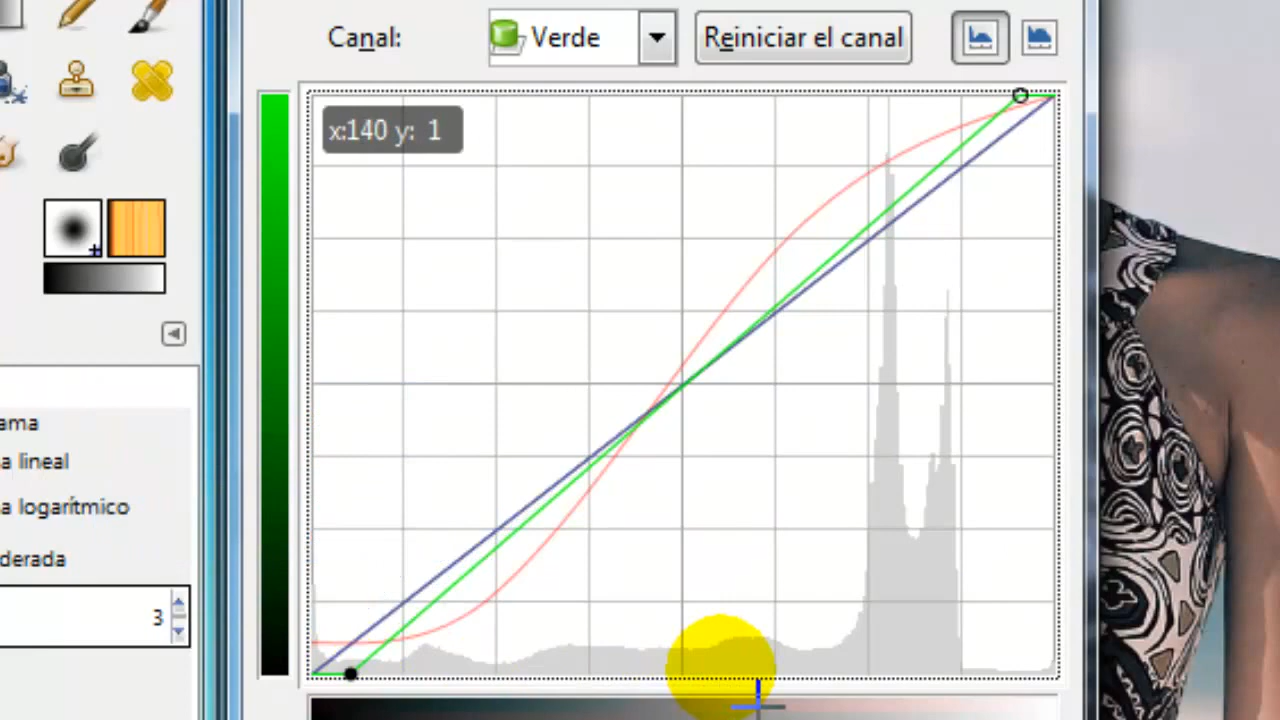 Canal:
Verde
Reiniciar el canal
x:140 y: 1
ama
a lineal
a logarítmico
derada
3